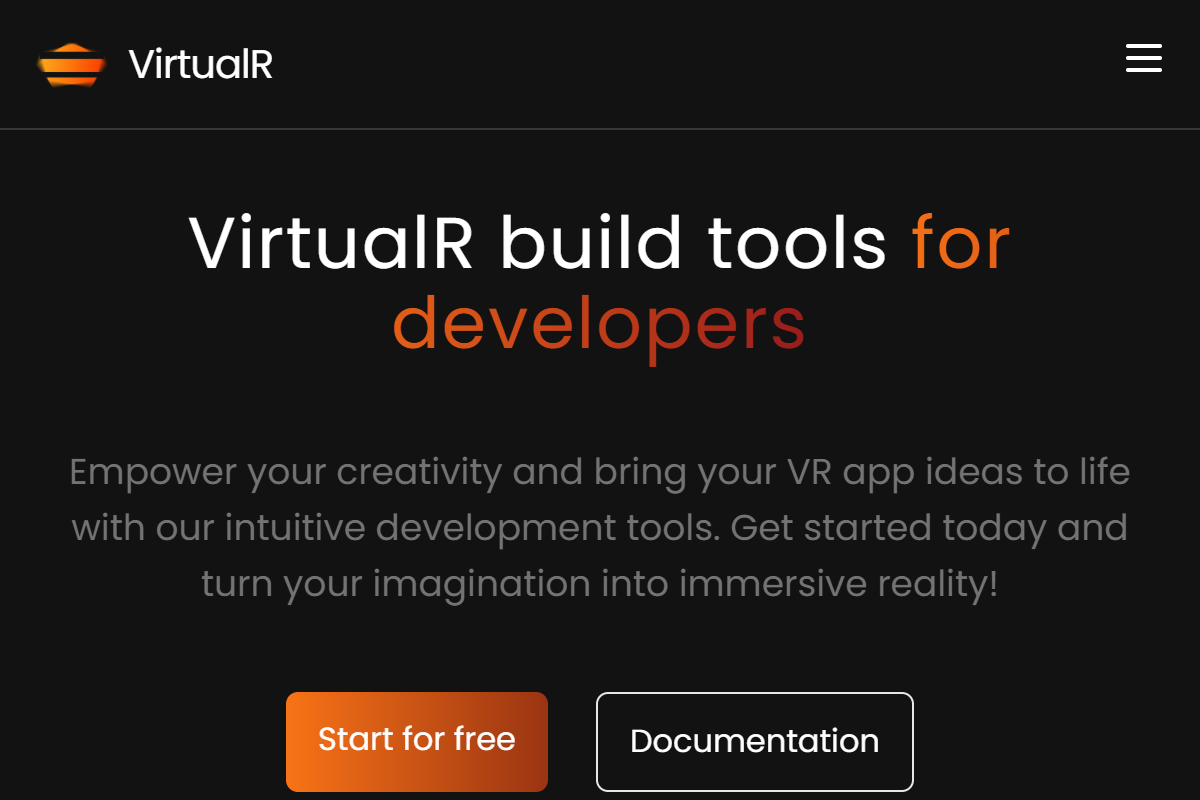 VirtualR
VirtualR build tools for
developers
Empower your creativity and bring your VR app ideas to life
with our intuitive development tools. Get started today and
turn your imagination into immersive reality!
Start for free
Documentation